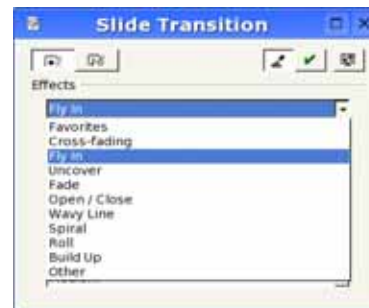 Slide Transition
Effects
Fly In
Favorites
Cross-fading
Fly In
Uncover
Fade
Open / Close
Wavy Line
Spiral
Roll
Build Up
Other